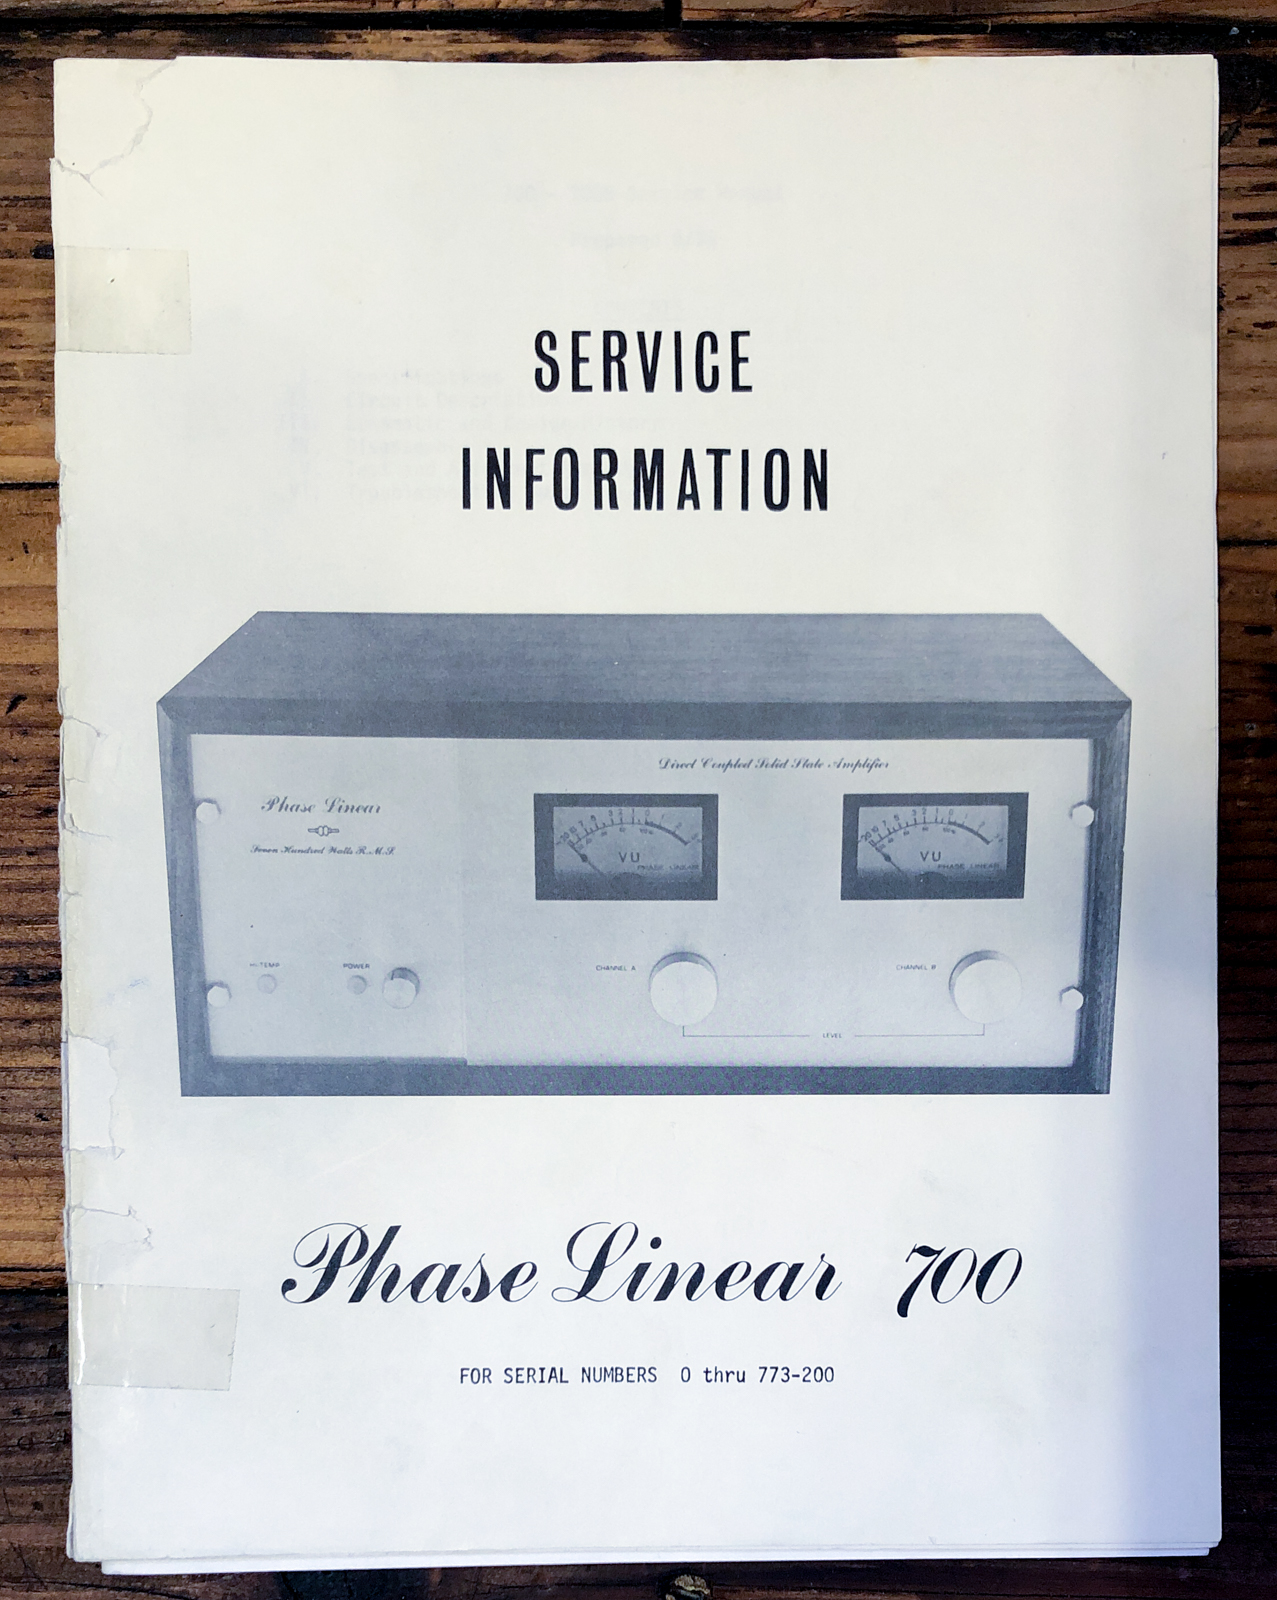 SERVICE
INFORMATION
Direct Coupled Solid State Amplifier
Phase Linear
Seven Hundred Watts R.M.S.
VU
PHASE LINEAR
VU
PHASE LINEAR
HI-TEMP
POWER
CHANNEL A
CHANNEL B
LEVEL
Phase Linear 700
FOR SERIAL NUMBERS 0 thru 773-200